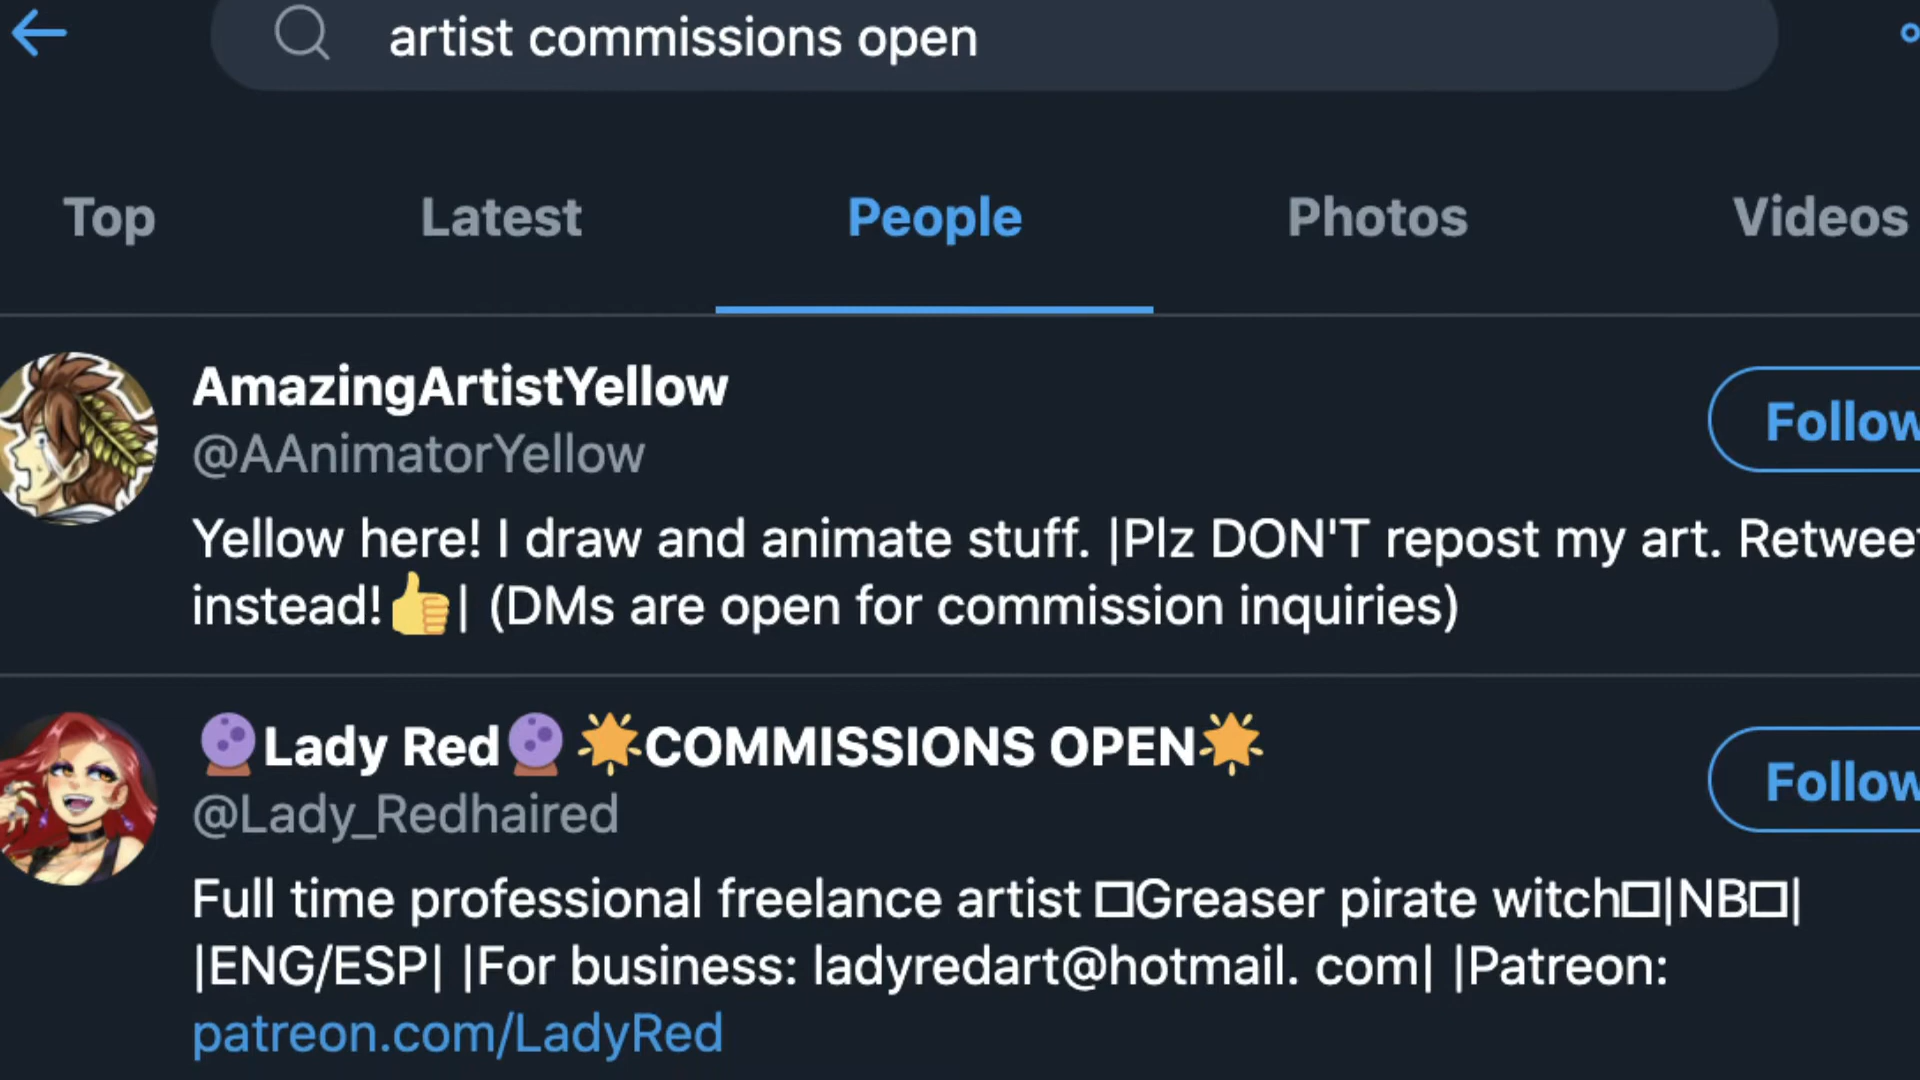 artist commissions open
Top Latest People Photos Videos
AmazingArtistYellow
@AAnimatorYellow
Follow
Yellow here! I draw and animate stuff. |Plz DON'T repost my art. Retweet
instead!👍| (DMs are open for commission inquiries)
🔮Lady Red🔮 🌟COMMISSIONS OPEN🌟
@Lady_Redhaired
Follow
Full time professional freelance artist □Greaser pirate witch□|NB□|
|ENG/ESP| |For business: ladyredart@hotmail. com| |Patreon:
patreon.com/LadyRed